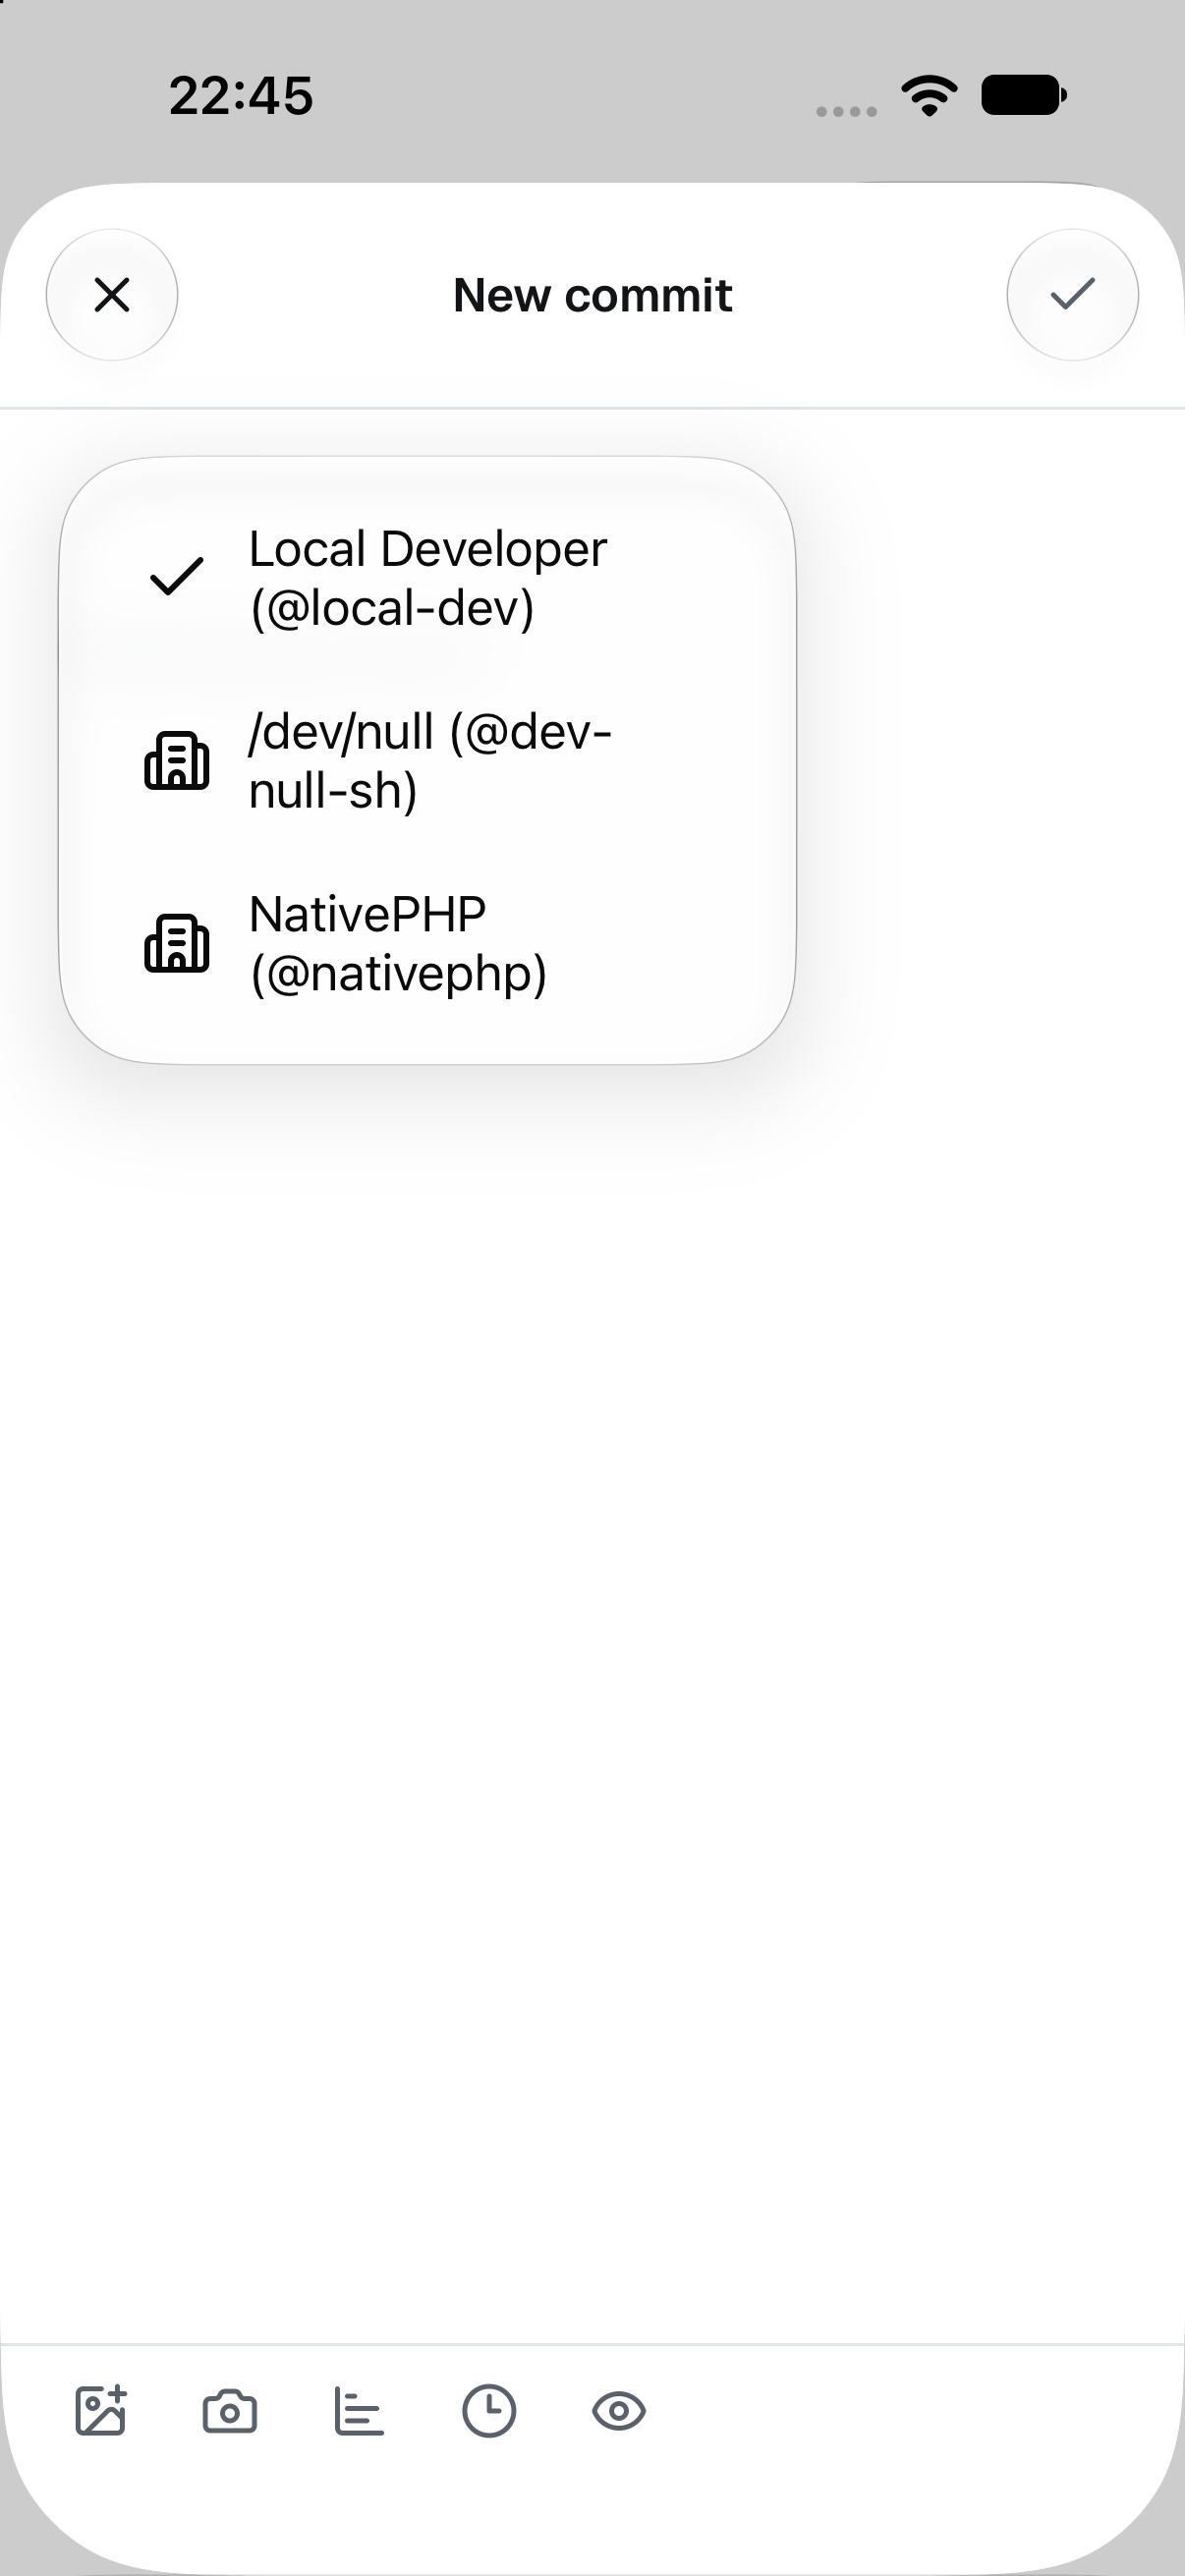 22:45
New commit
Local Developer
(@local-dev)
/dev/null (@dev-
null-sh)
NativePHP
(@nativephp)